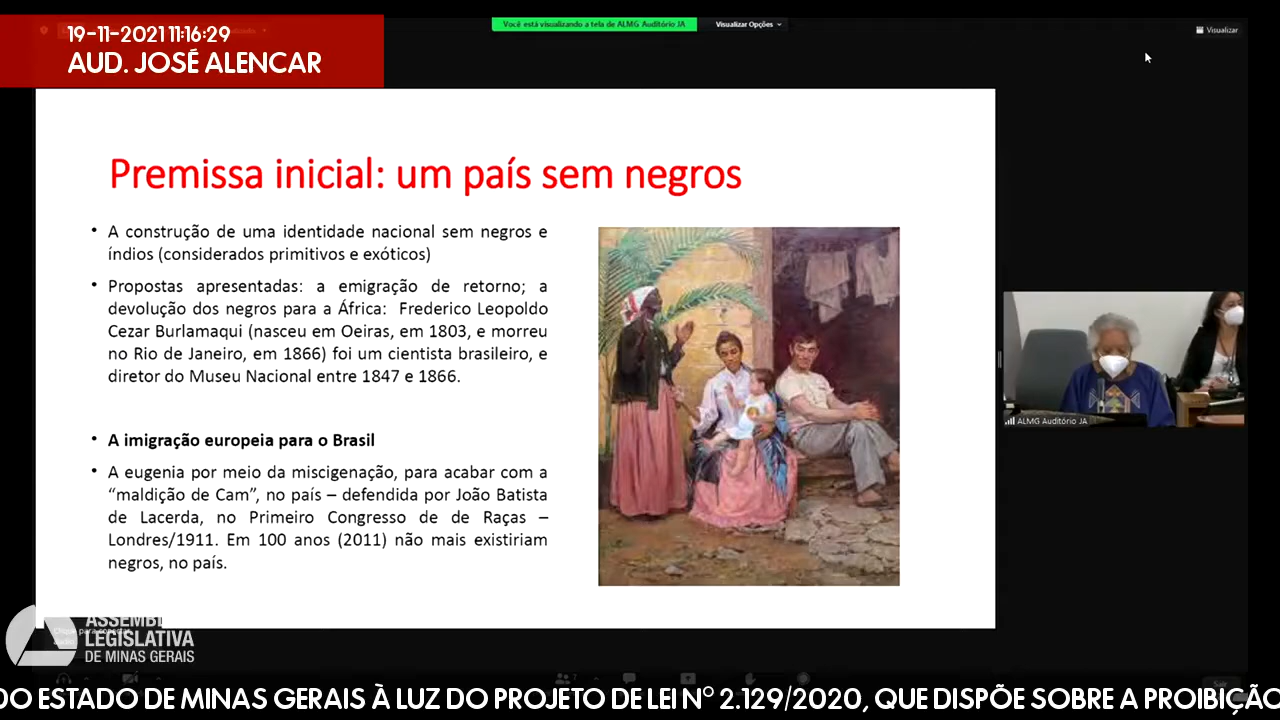 Você está visualizando a tela de ALMG Auditório JA
Visualizar Opções
Visualizar
19-11-2021 11:16:29
AUD. JOSÉ ALENCAR
Premissa inicial: um país sem negros
• A construção de uma identidade nacional sem negros e
índios (considerados primitivos e exóticos)
• Propostas apresentadas: a emigração de retorno; a
devolução dos negros para a África: Frederico Leopoldo
Cezar Burlamaqui (nasceu em Oeiras, em 1803, e morreu
no Rio de Janeiro, em 1866) foi um cientista brasileiro, e
diretor do Museu Nacional entre 1847 e 1866.
• A imigração europeia para o Brasil
• A eugenia por meio da miscigenação, para acabar com a
“maldição de Cam”, no país – defendida por João Batista
de Lacerda, no Primeiro Congresso de de Raças –
Londres/1911. Em 100 anos (2011) não mais existiriam
negros, no país.
ALMG Auditório JA
ASSEMBL
LEGISLATIVA
DE MINAS GERAIS
Sair
DO ESTADO DE MINAS GERAIS À LUZ DO PROJETO DE LEI Nº 2.129/2020, QUE DISPÕE SOBRE A PROIBIÇÃO